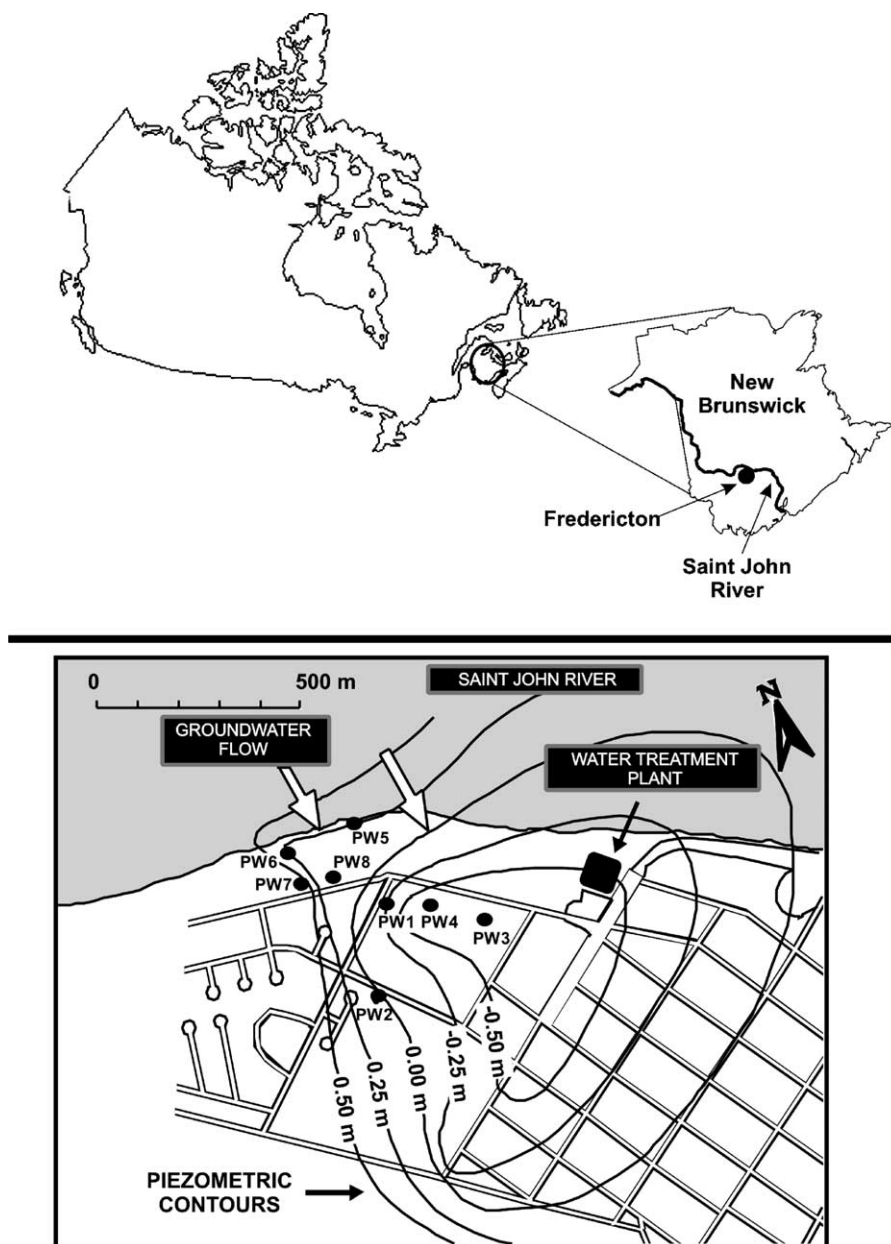 New
Brunswick
Fredericton
Saint John
River
0
500 m
SAINT JOHN RIVER
N
GROUNDWATER
FLOW
WATER TREATMENT
PLANT
PW5
PW6
PW8
PW7
PW1
PW4
PW3
PW2
0.50 m
0.25 m
0.00 m
-0.25 m
-0.50 m
PIEZOMETRIC
CONTOURS